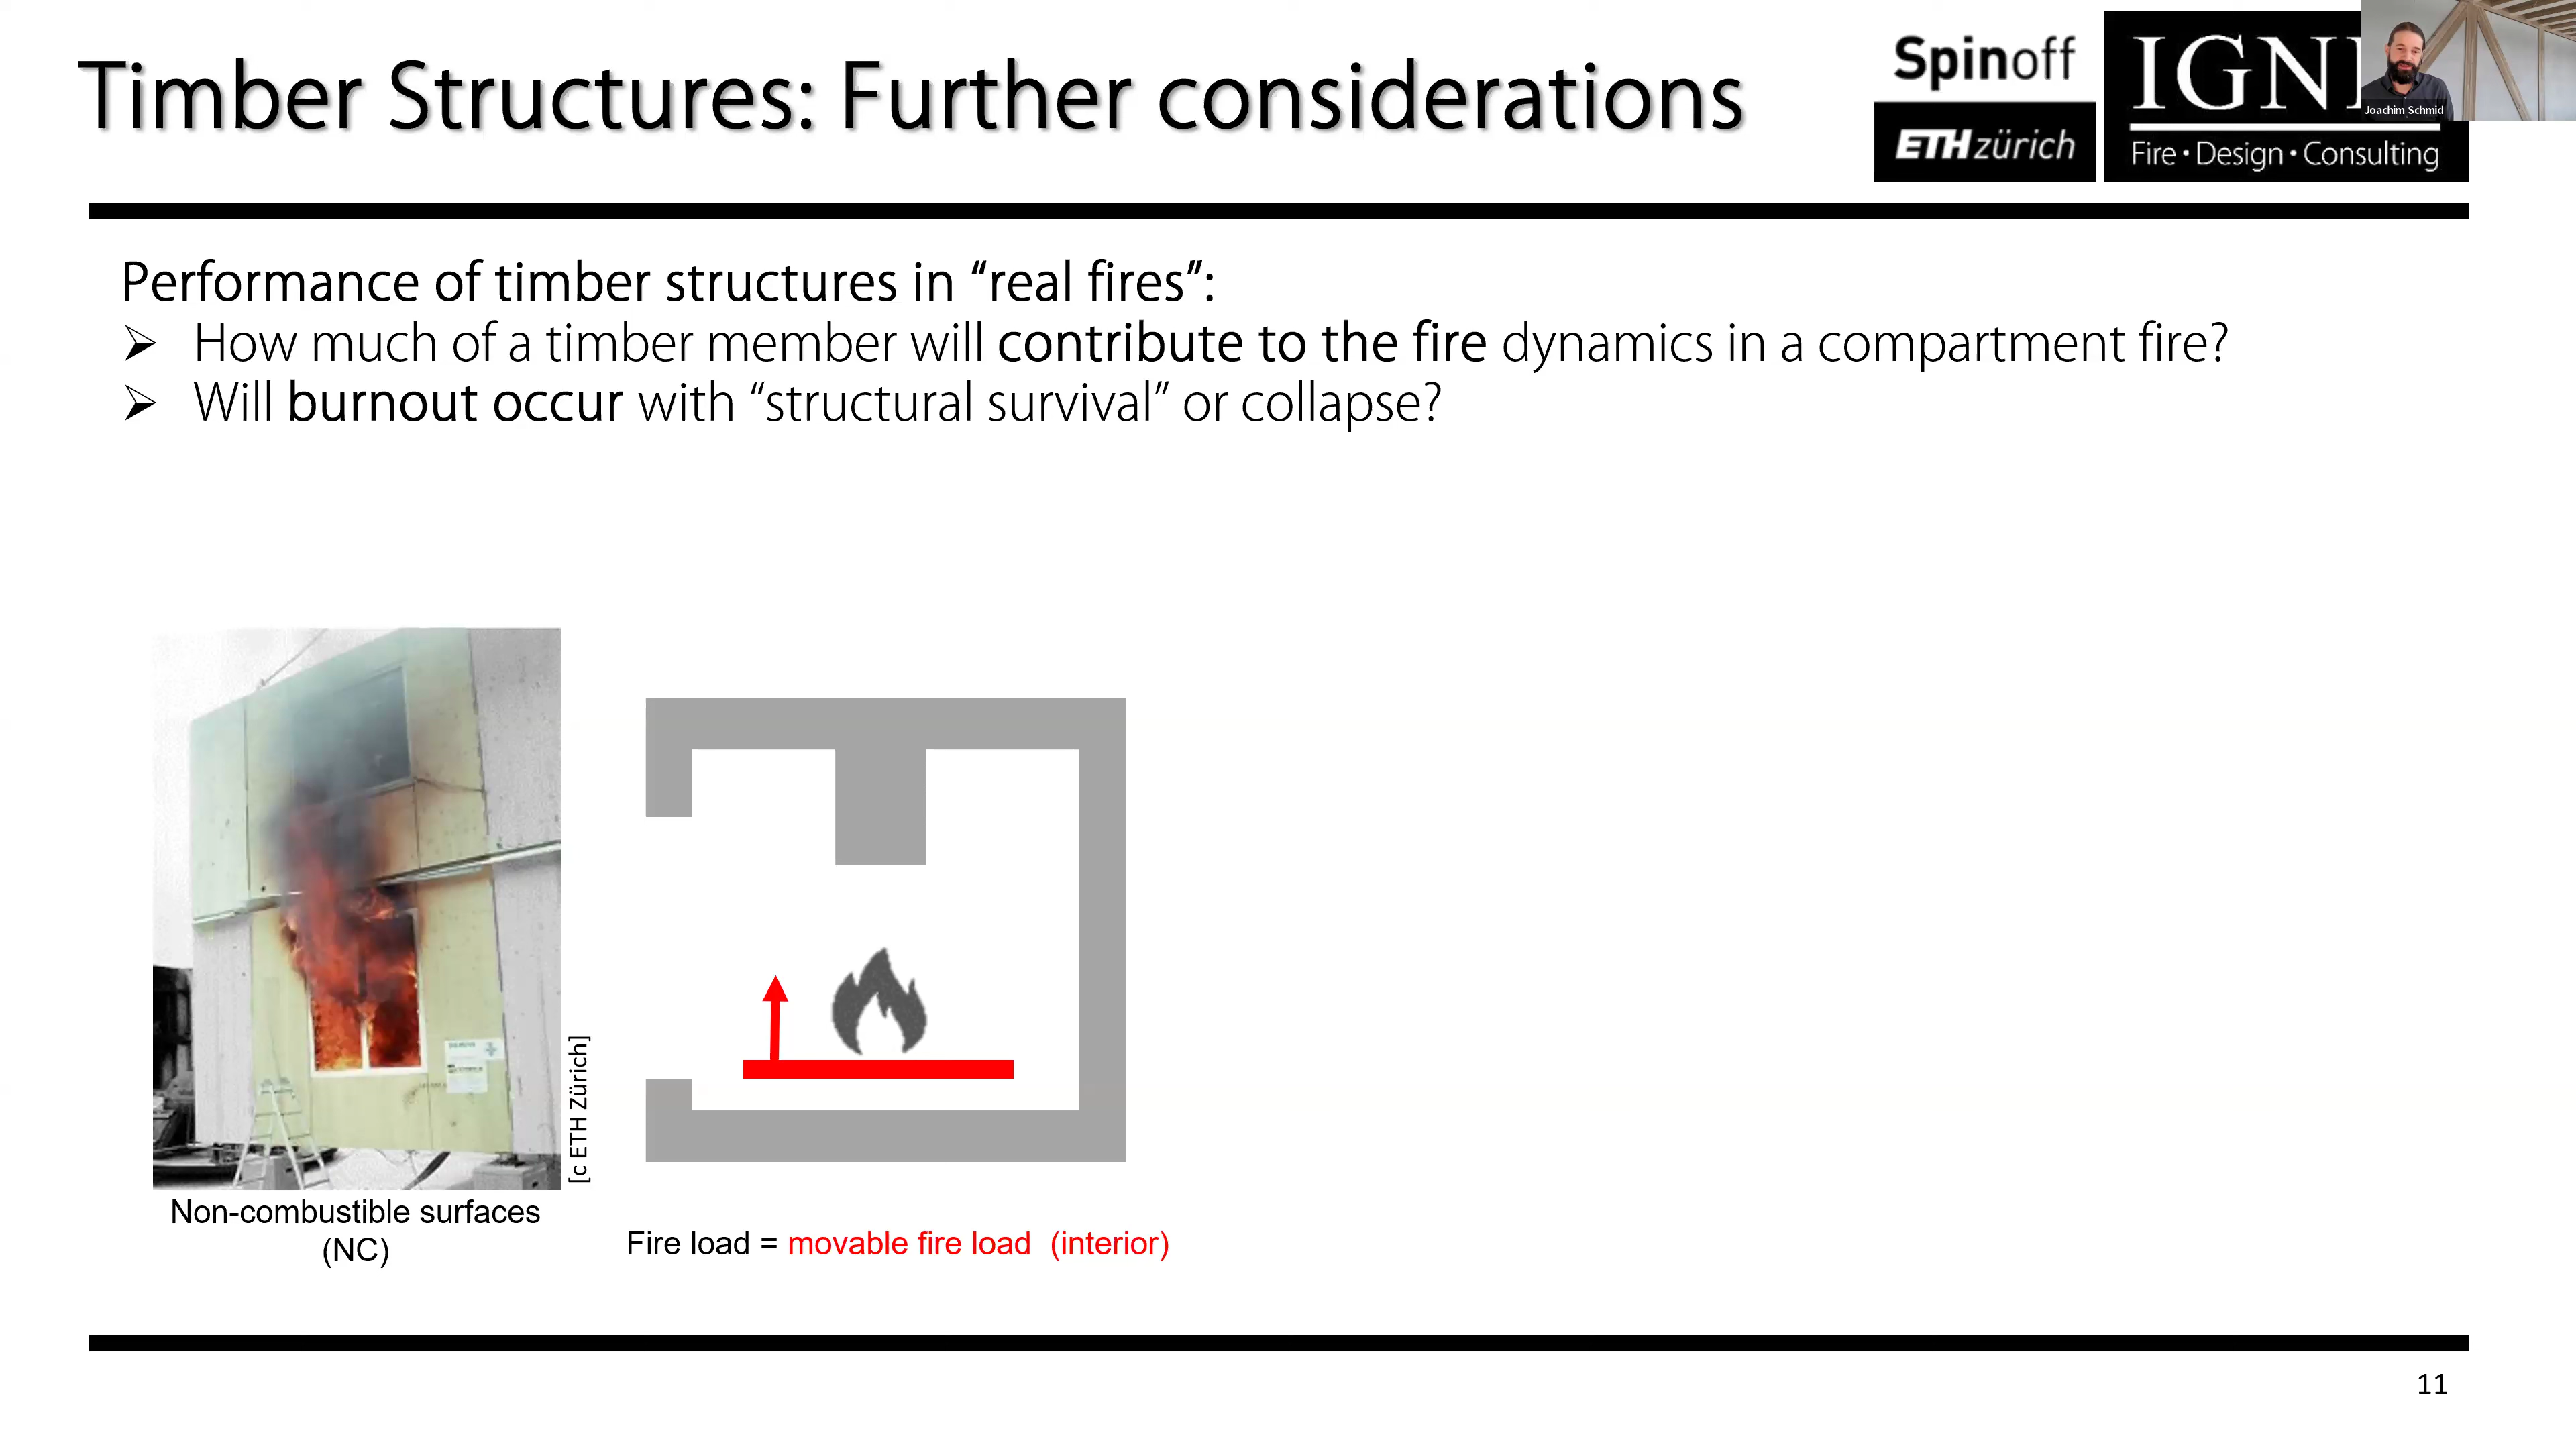 Timber Structures: Further considerations
Spinoff
ETH zürich
IGNI
Fire • Design • Consulting
Joachim Schmid
Performance of timber structures in “real fires”:
➢ How much of a timber member will contribute to the fire dynamics in a compartment fire?
➢ Will burnout occur with “structural survival” or collapse?
[c ETH Zürich]
Non-combustible surfaces
(NC)
Fire load = movable fire load (interior)
11